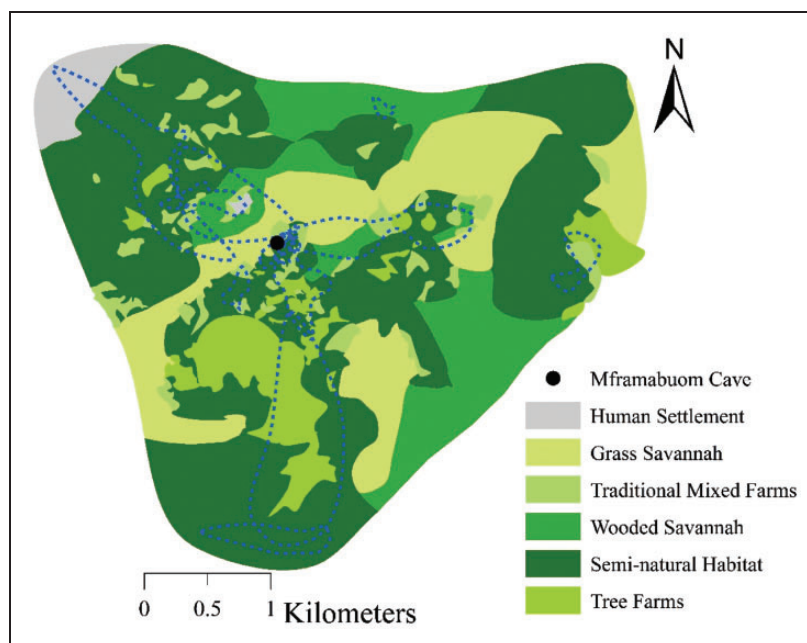 N
Mframabuom Cave
Human Settlement
Grass Savannah
Traditional Mixed Farms
Wooded Savannah
Semi-natural Habitat
Tree Farms
0 0.5 1 Kilometers